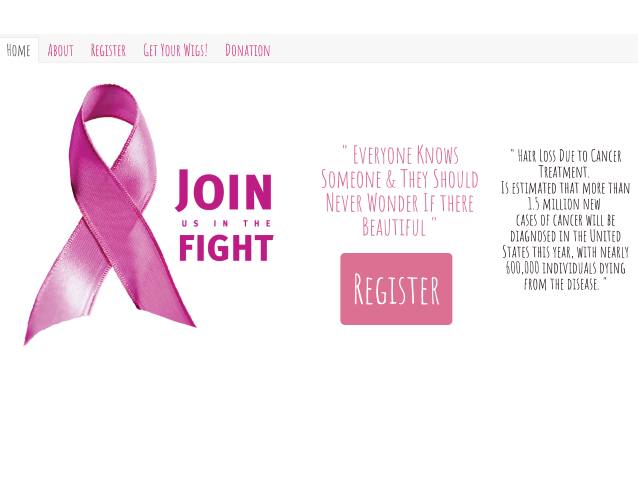 Home About Register Get Your Wigs! Donation
Join
US IN THE
FIGHT
" Everyone Knows
Someone & They Should
Never Wonder If there
Beautiful "
Register
" Hair Loss Due to Cancer
Treatment.
Is estimated that more than
1.5 million new
cases of cancer will be
diagnosed in the United
States this year, with nearly
600,000 individuals dying
from the disease. "